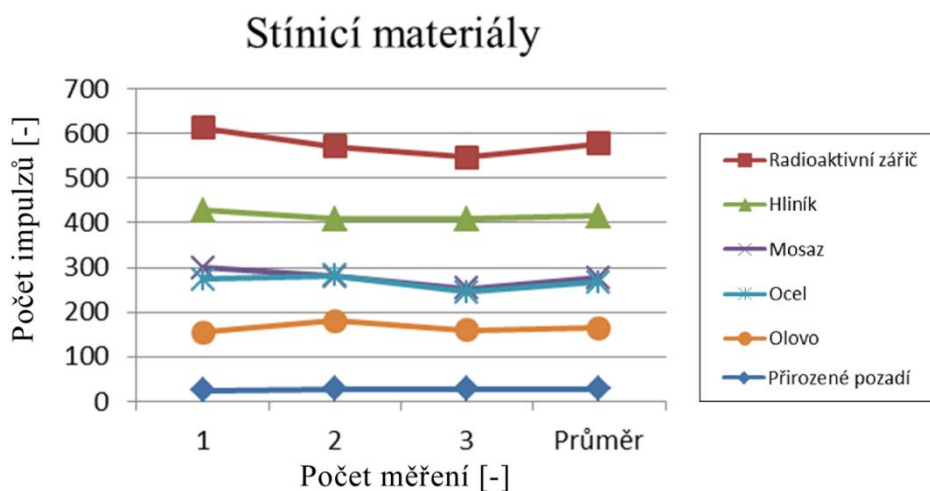 Stínicí materiály
Počet impulzů [-]
700
600
500
400
300
200
100
0
1 2 3 Průměr
Počet měření [-]
Radioaktivní zářič
Hliník
Mosaz
Ocel
Olovo
Přirozené pozadí